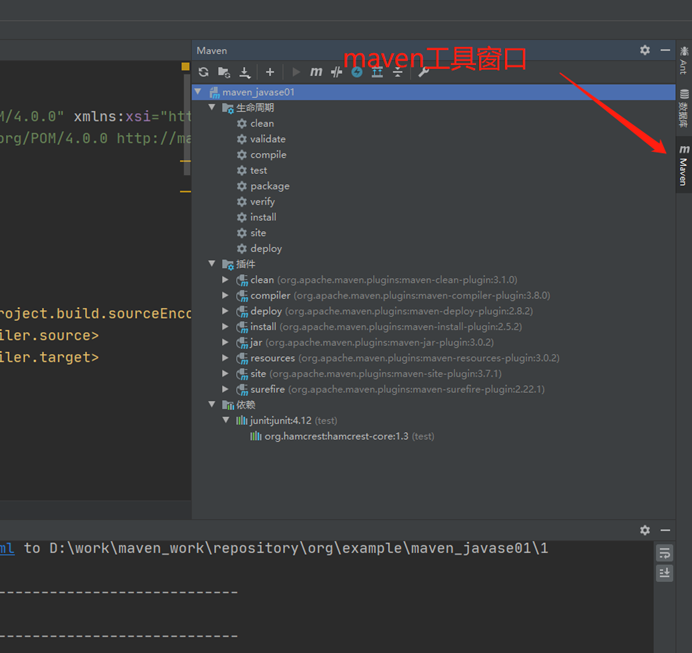 Maven
maven工具窗口
Ant
数据库
m Maven
M/4.0.0" xmlns:xsi="htt
org/POM/4.0.0 http://ma
roject.build.sourceEnco
iler.source>
iler.target>
maven_javase01
生命周期
clean
validate
compile
test
package
verify
install
site
deploy
插件
clean (org.apache.maven.plugins:maven-clean-plugin:3.1.0)
compiler (org.apache.maven.plugins:maven-compiler-plugin:3.8.0)
deploy (org.apache.maven.plugins:maven-deploy-plugin:2.8.2)
install (org.apache.maven.plugins:maven-install-plugin:2.5.2)
jar (org.apache.maven.plugins:maven-jar-plugin:3.0.2)
resources (org.apache.maven.plugins:maven-resources-plugin:3.0.2)
site (org.apache.maven.plugins:maven-site-plugin:3.7.1)
surefire (org.apache.maven.plugins:maven-surefire-plugin:2.22.1)
依赖
junit:junit:4.12 (test)
org.hamcrest:hamcrest-core:1.3 (test)
ml to D:\work\maven_work\repository\org\example\maven_javase01\1
-----------------------------
-----------------------------